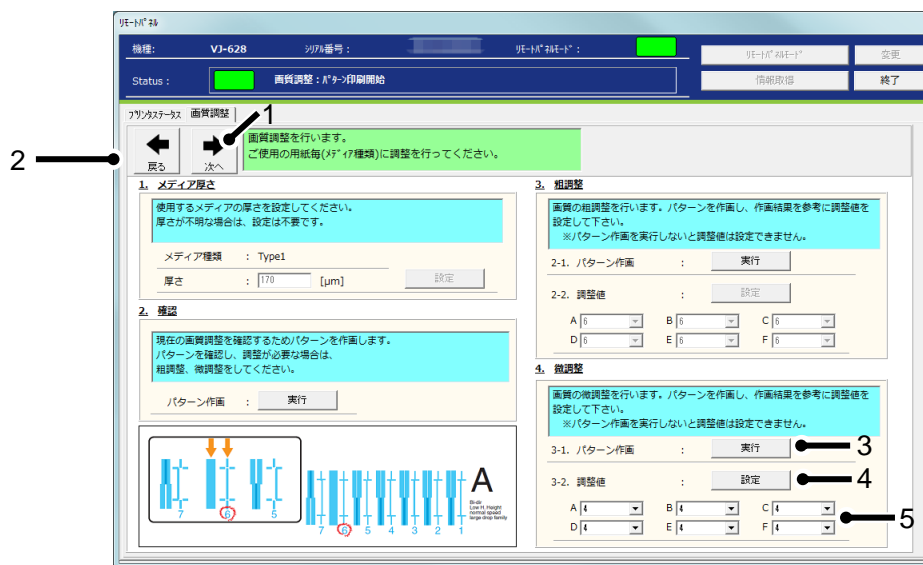 リモートパネル
機種: VJ-628 シリアル番号: リモートパネルモード:
リモートパネルモード 変更
Status : 画質調整:パターン印刷開始
情報取得 終了
プリンタステータス 画質調整
1
2
戻る 次へ
画質調整を行います。
ご使用の用紙毎(メディア種類)に調整を行ってください。
1. メディア厚さ
使用するメディアの厚さを設定してください。
厚さが不明な場合は、設定は不要です。
メディア種類 : Type1
厚さ : 170 [μm] 設定
2. 確認
現在の画質調整を確認するためパターンを作画します。
パターンを確認し、調整が必要な場合は、
粗調整、微調整をしてください。
パターン作画 : 実行
7 6 5
7 6 5 4 3 2 1
A
Bi-dir
Low H, Height
normal speed
large drop family
3. 粗調整
画質の粗調整を行います。パターンを作画し、作画結果を参考に調整値を
設定して下さい。
※パターン作画を実行しないと調整値は設定できません。
2-1. パターン作画 : 実行
2-2. 調整値 : 設定
A 6 B 6 C 6
D 6 E 6 F 6
4. 微調整
画質の微調整を行います。パターンを作画し、作画結果を参考に調整値を
設定して下さい。
※パターン作画を実行しないと調整値は設定できません。
3-1. パターン作画 : 実行
3
3-2. 調整値 : 設定
4
A 4 B 4 C 4
D 4 E 4 F 4
5